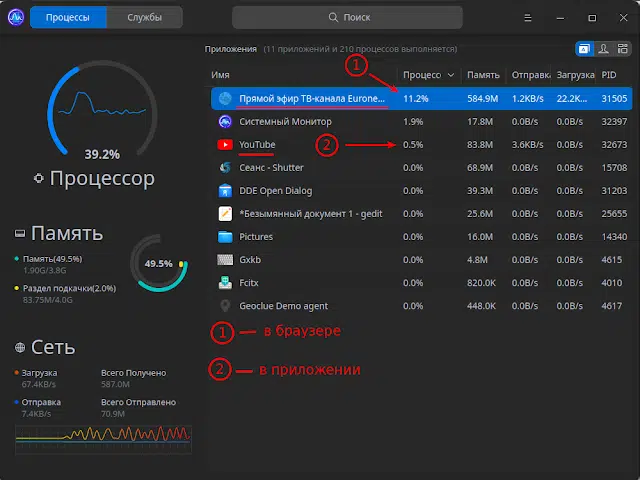 Процессы Службы Поиск
Приложения (11 приложений и 210 процессов выполняется)
1
Имя Процессо Память Отправка Загрузка PID
Прямой эфир ТВ-канала Eurone... 11.2% 584.9M 1.2KB/s 22.2K... 31505
Системный Монитор 1.9% 17.8M 0.0B/s 0.0B/s 32397
YouTube 2 0.5% 83.8M 3.6KB/s 0.0B/s 32673
Сеанс - Shutter 0.0% 68.9M 0.0B/s 0.0B/s 15708
DDE Open Dialog 0.0% 39.3M 0.0B/s 0.0B/s 31203
*Безымянный документ 1 - gedit 0.0% 25.6M 0.0B/s 0.0B/s 25655
Pictures 0.0% 16.0M 0.0B/s 0.0B/s 14340
Gxkb 0.0% 4.8M 0.0B/s 0.0B/s 4615
Fcitx 0.0% 820.0K 0.0B/s 0.0B/s 4010
Geoclue Demo agent 0.0% 448.0K 0.0B/s 0.0B/s 4617
1 — в браузере
2 — в приложении
39.2%
Процессор
Память
Память(49.5%)
1.90G/3.8G
Раздел подкачки(2.0%)
83.75M/4.0G
49.5%
Сеть
Загрузка Всего Получено
67.4KB/s 587.0M
Отправка Всего Отправлено
7.4KB/s 70.9M